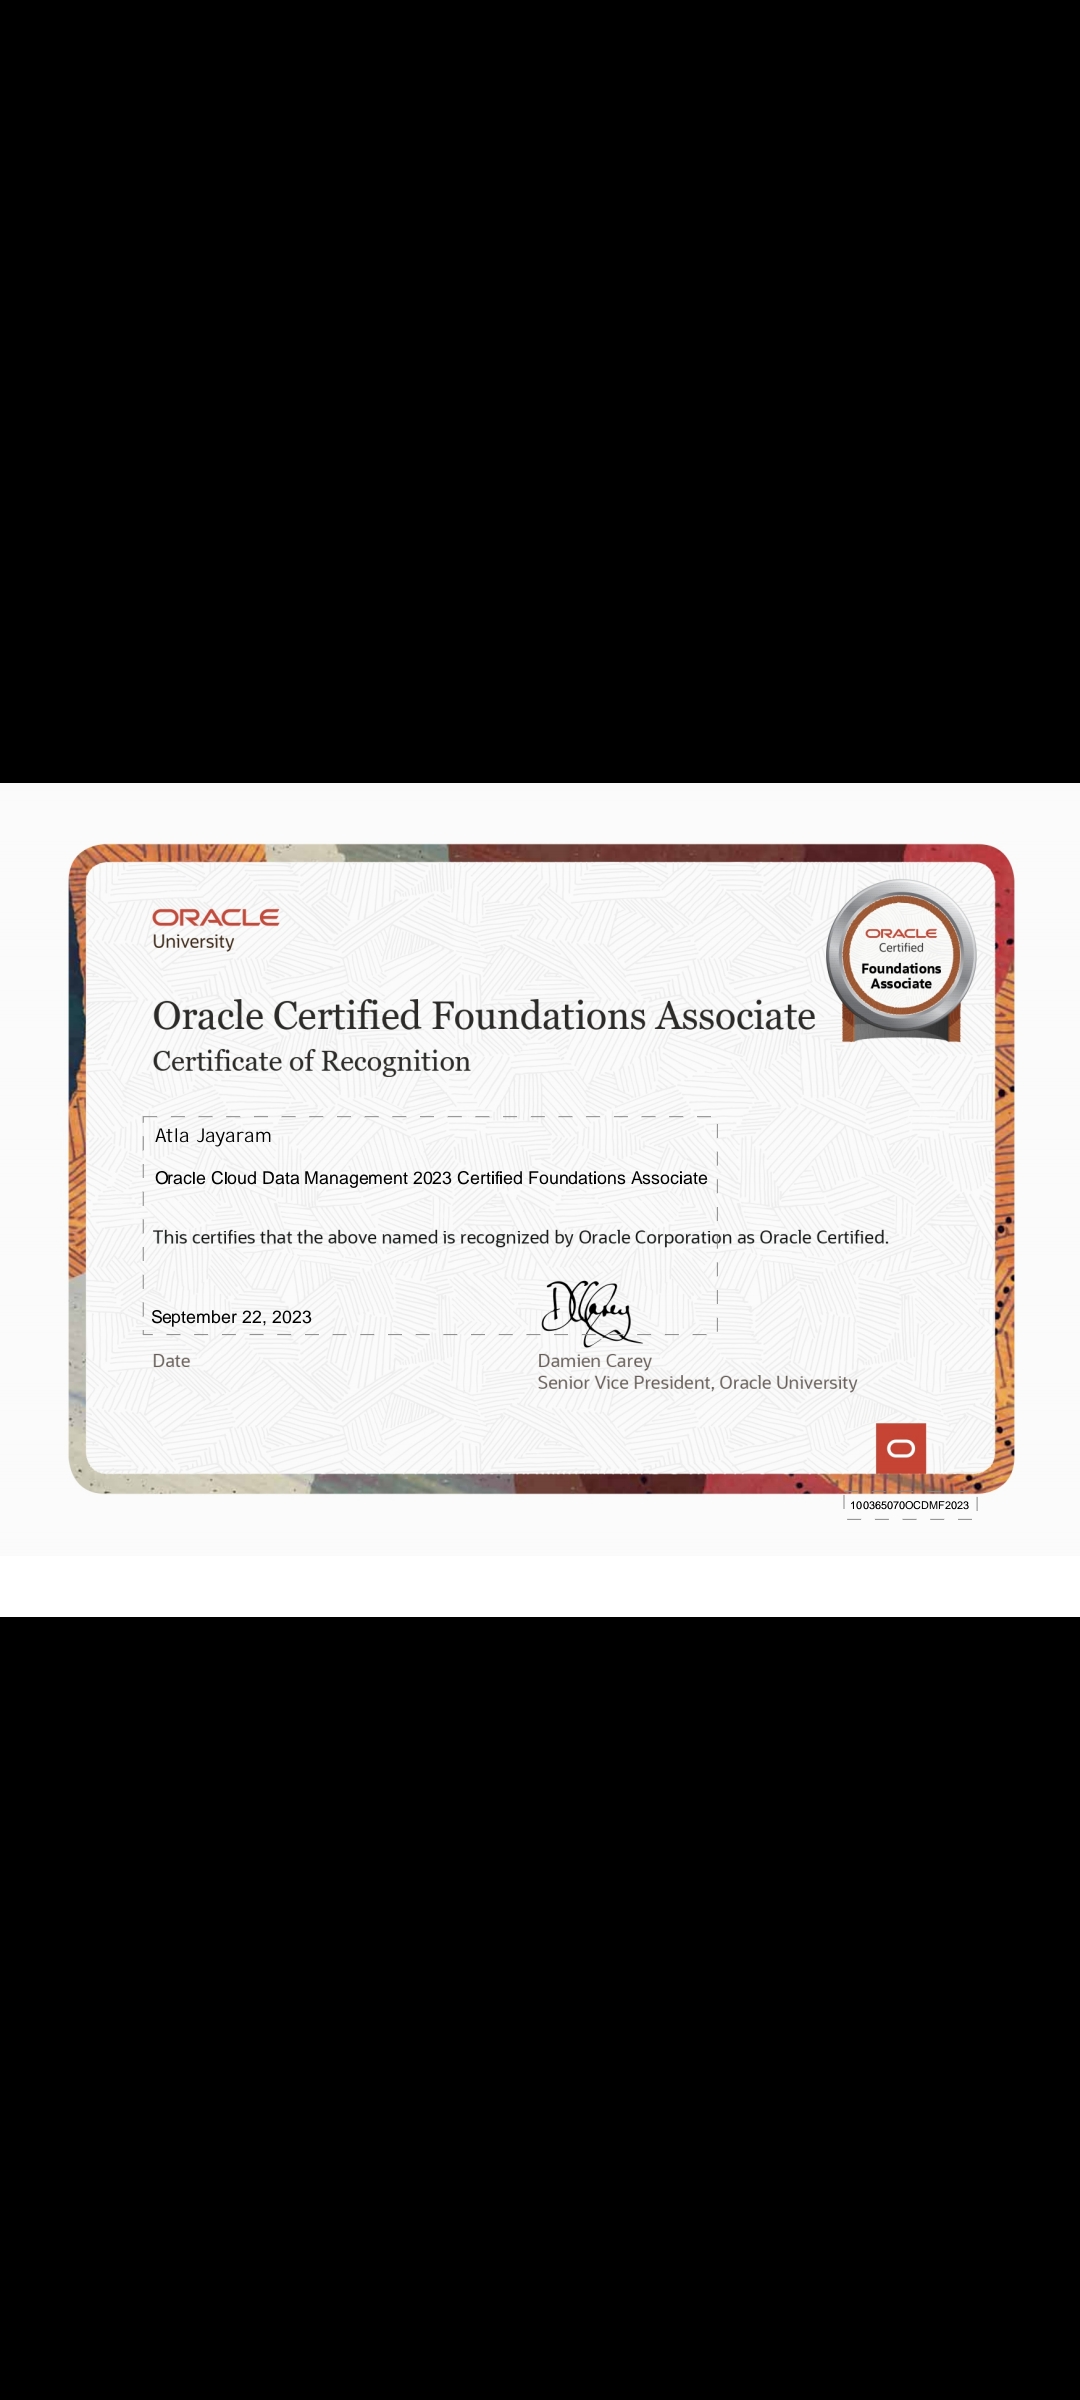 ORACLE
University
ORACLE
Certified
Foundations
Associate
Oracle Certified Foundations Associate
Certificate of Recognition
Atla Jayaram
Oracle Cloud Data Management 2023 Certified Foundations Associate
This certifies that the above named is recognized by Oracle Corporation as Oracle Certified.
September 22, 2023
Date
Damien Carey
Senior Vice President, Oracle University
100365070OCDMF2023